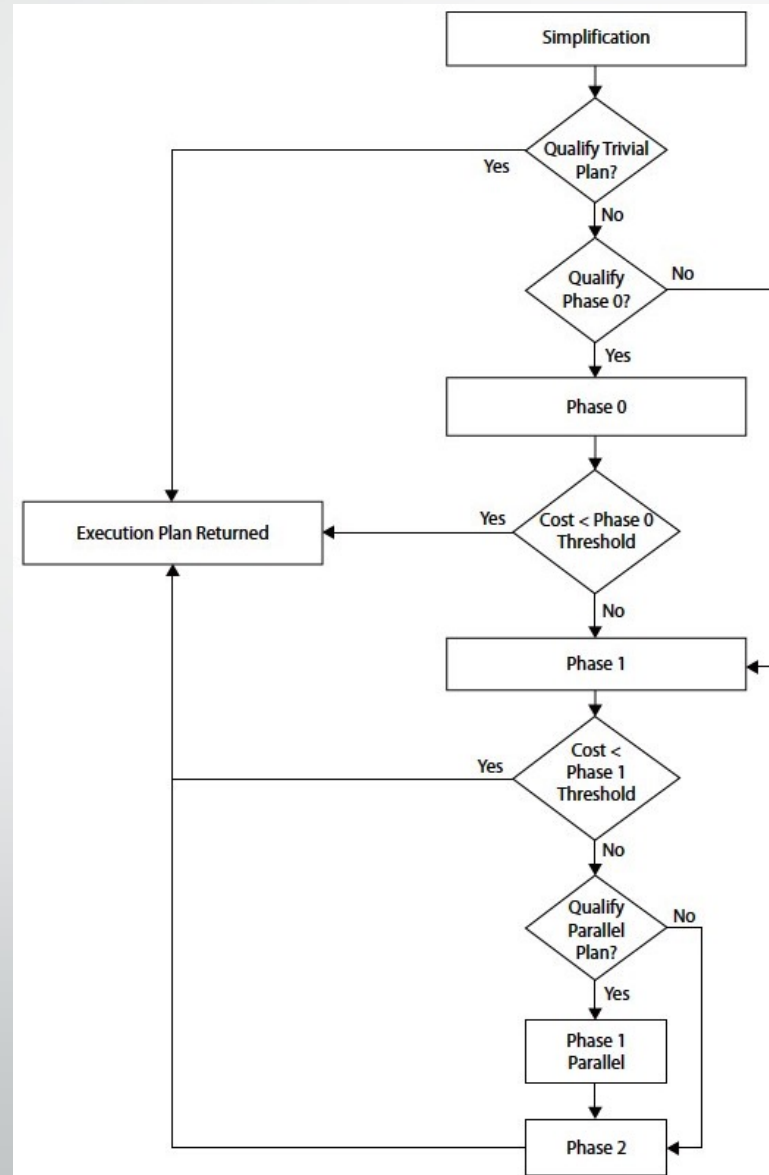 Simplification
Qualify Trivial
Plan?
Yes
No
Qualify
Phase 0?
No
Yes
Phase 0
Cost < Phase 0
Threshold
Yes
Execution Plan Returned
No
Phase 1
Cost <
Phase 1
Threshold
Yes
No
Qualify
Parallel
Plan?
No
Yes
Phase 1
Parallel
Phase 2